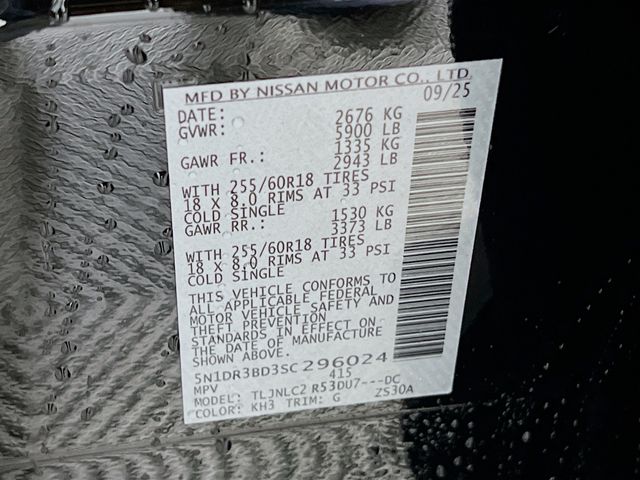 MFD BY NISSAN MOTOR CO., LTD.
DATE: 09/25
GVWR: 2676 KG
5900 LB
GAWR FR.: 1335 KG
2943 LB
WITH 255/60R18 TIRES
18 X 8.0 RIMS AT 33 PSI
COLD SINGLE
GAWR RR.: 1530 KG
3373 LB
WITH 255/60R18 TIRES
18 X 8.0 RIMS AT 33 PSI
COLD SINGLE
THIS VEHICLE CONFORMS TO
ALL APPLICABLE FEDERAL
MOTOR VEHICLE SAFETY AND
THEFT PREVENTION
STANDARDS IN EFFECT ON
THE DATE OF MANUFACTURE
SHOWN ABOVE.
5N1DR3BD3SC296024
MPV 415
MODEL: TLJNLC2 R53DU7---DC
COLOR: KH3 TRIM: G ZS30A